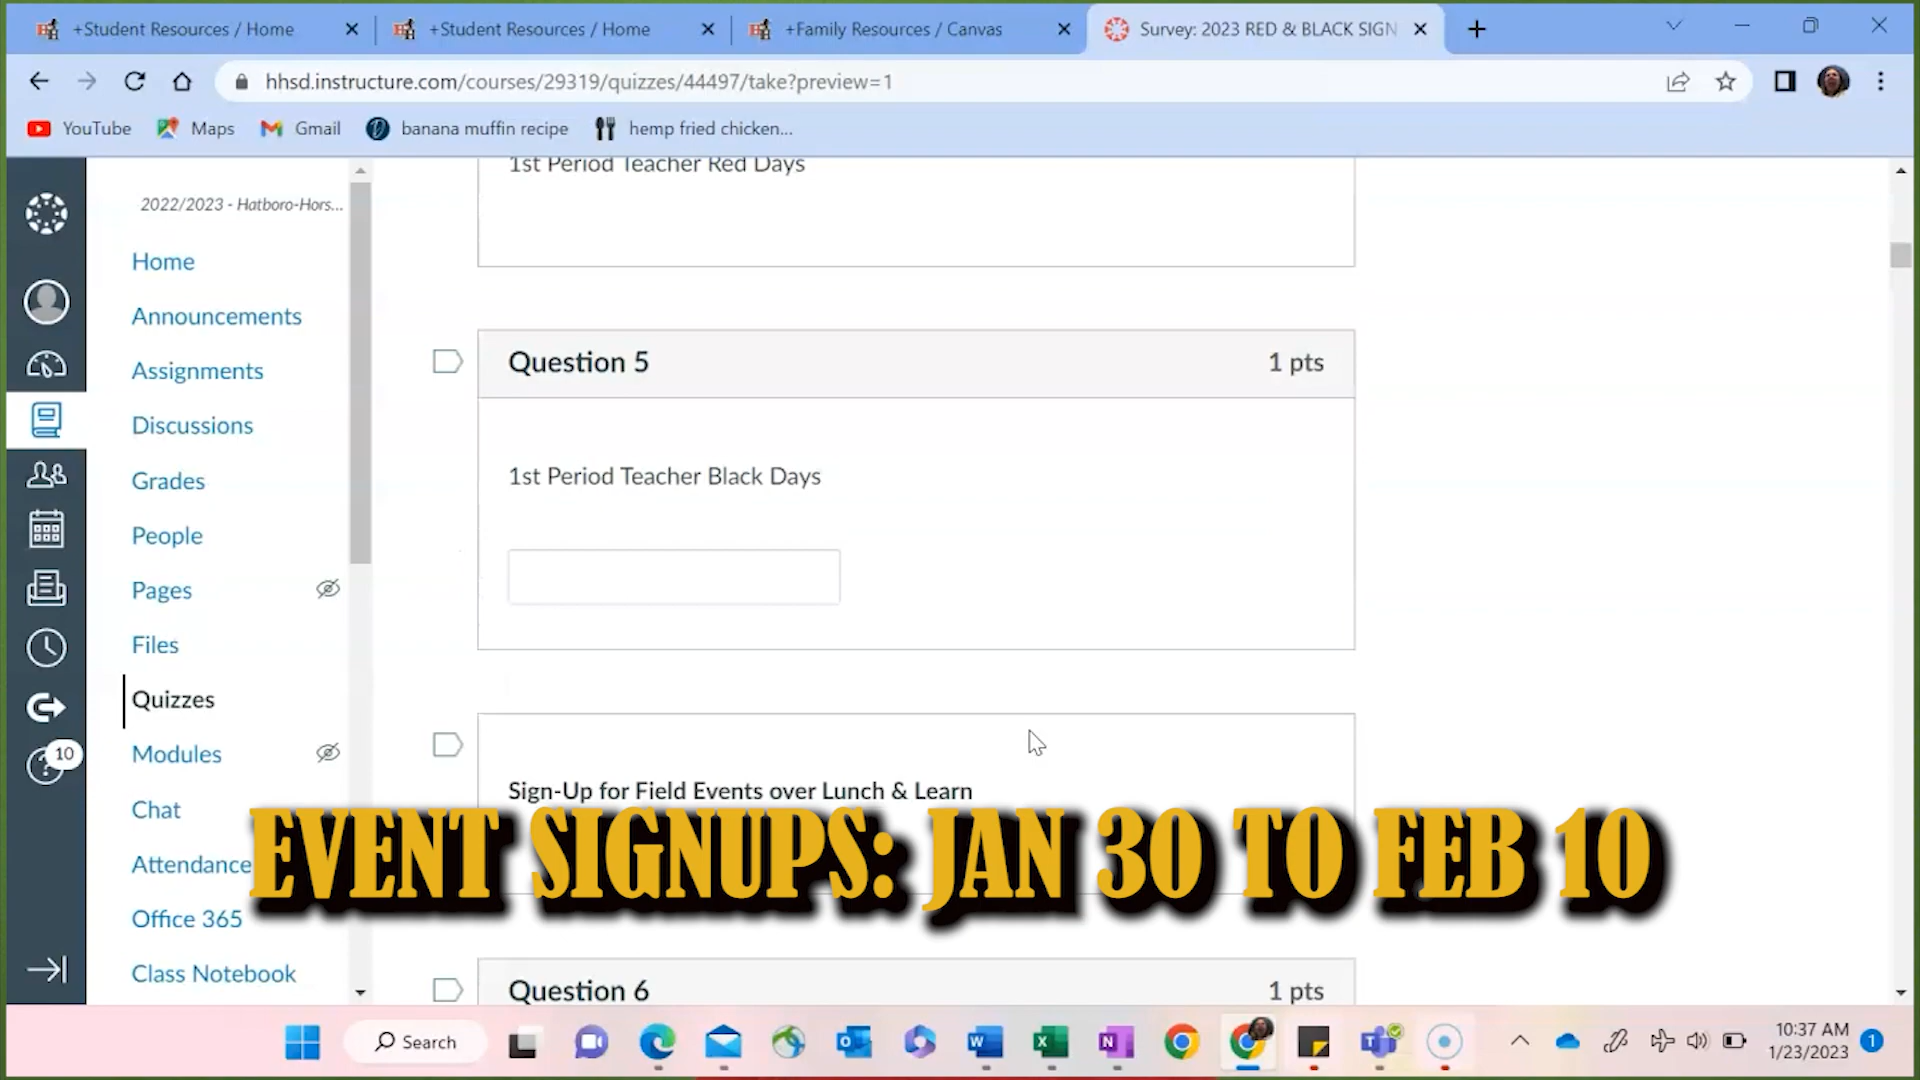 +Student Resources / Home
+Student Resources / Home
+Family Resources / Canvas
Survey: 2023 RED & BLACK SIGN
hhsd.instructure.com/courses/29319/quizzes/44497/take?preview=1
YouTube
Maps
Gmail
banana muffin recipe
hemp fried chicken...
2022/2023 - Hatboro-Hors...
Home
Announcements
Assignments
Discussions
Grades
People
Pages
Files
Quizzes
Modules
Chat
Attendance
Office 365
Class Notebook
10
1st Period Teacher Red Days
Question 5
1 pts
1st Period Teacher Black Days
Sign-Up for Field Events over Lunch & Learn
EVENT SIGNUPS: JAN 30 TO FEB 10
Question 6
1 pts
Search
10:37 AM
1/23/2023
1